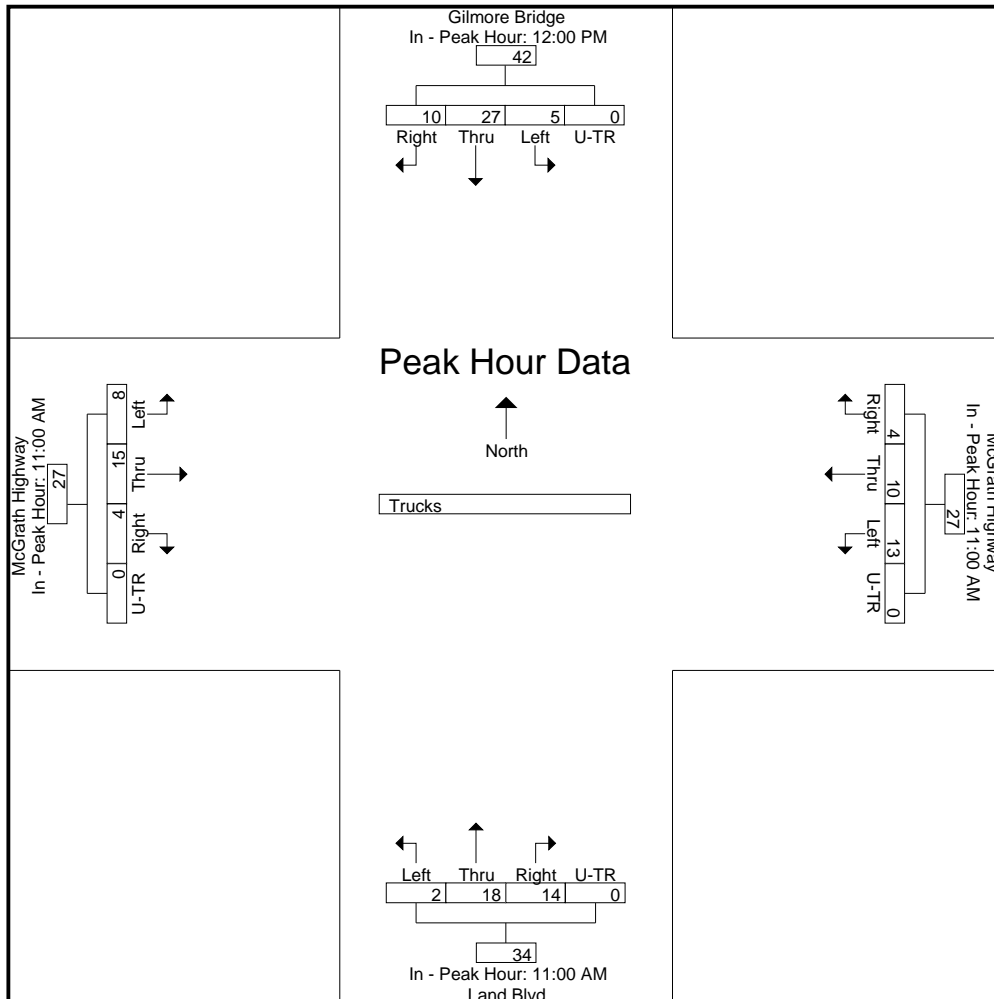 Gilmore Bridge
In - Peak Hour: 12:00 PM
42
10 27 5 0
Right Thru Left U-TR
Peak Hour Data
North
Trucks
McGrath Highway
In - Peak Hour: 11:00 AM
27
8 15 4 0
Left Thru Right U-TR
Right Thru Left U-TR
4 10 13 0
27
In - Peak Hour: 11:00 AM
McGrath Highway
Left Thru Right U-TR
2 18 14 0
34
In - Peak Hour: 11:00 AM
Land Blvd